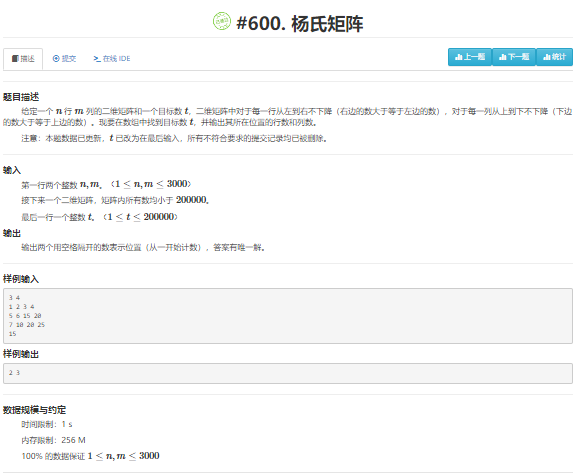 #600. 杨氏矩阵
描述
提交
在线 IDE
上一题
下一题
统计
题目描述
给定一个 n 行 m 列的二维矩阵和一个目标数 t，二维矩阵中对于每一行从左到右不下降（右边的数大于等于左边的数），对于每一列从上到下不下降（下边
的数大于等于上边的数）。现要在数组中找到目标数 t，并输出其所在位置的行数和列数。
注意：本题数据已更新，t 已改为在最后输入，所有不符合要求的提交记录均已被删除。
输入
第一行两个整数 n, m。（1 ≤ n, m ≤ 3000）
接下来一个二维矩阵，矩阵内所有数均小于 200000。
最后一行一个整数 t。（1 ≤ t ≤ 200000）
输出
输出两个用空格隔开的数表示位置（从一开始计数），答案有唯一解。
样例输入
3 4
1 2 3 4
5 6 15 20
7 10 20 25
15
样例输出
2 3
数据规模与约定
时间限制：1 s
内存限制：256 M
100% 的数据保证 1 ≤ n, m ≤ 3000